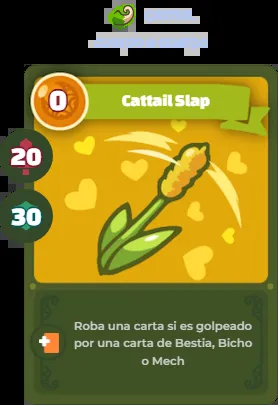 0
Cattail Slap
20
30
Roba una carta si es golpeado
por una carta de Bestia, Bicho
o Mech